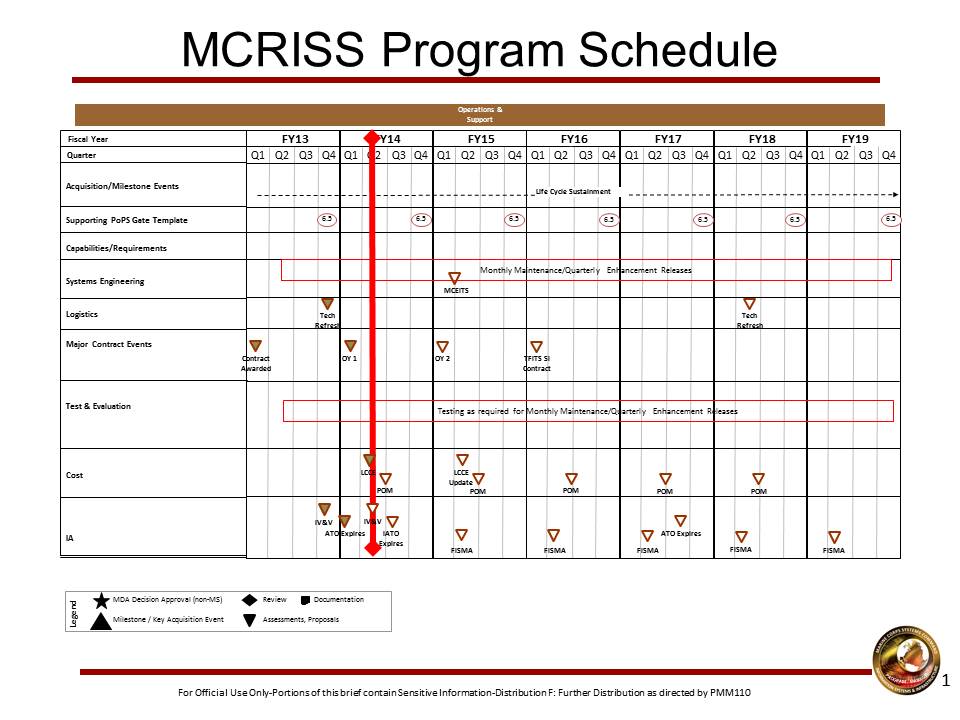 MCRISS Program Schedule
Operations &
Support
Fiscal Year FY13 FY14 FY15 FY16 FY17 FY18 FY19
Quarter Q1 Q2 Q3 Q4 Q1 Q2 Q3 Q4 Q1 Q2 Q3 Q4 Q1 Q2 Q3 Q4 Q1 Q2 Q3 Q4 Q1 Q2 Q3 Q4 Q1 Q2 Q3 Q4
Acquisition/Milestone Events
Life Cycle Sustainment
Supporting PoPS Gate Template 6.5 6.5 6.5 6.5 6.5 6.5 6.5
Capabilities/Requirements
Monthly Maintenance/Quarterly Enhancement Releases
Systems Engineering
MCEITS
Logistics
Tech
Refresh
Tech
Refresh
Major Contract Events
Contract
Awarded
OY 1
OY 2
TFITS SI
Contract
Test & Evaluation
Testing as required for Monthly Maintenance/Quarterly Enhancement Releases
Cost
LCCE
POM
LCCE
Update
POM
POM
POM
POM
IA
IV&V
ATO Expires
IV&V
IATO
Expires
FISMA
FISMA
FISMA
ATO Expires
FISMA
FISMA
Legend
MDA Decision Approval (non-MS) Review Documentation
Milestone / Key Acquisition Event Assessments, Proposals
For Official Use Only-Portions of this brief contain Sensitive Information-Distribution F: Further Distribution as directed by PMM110
1